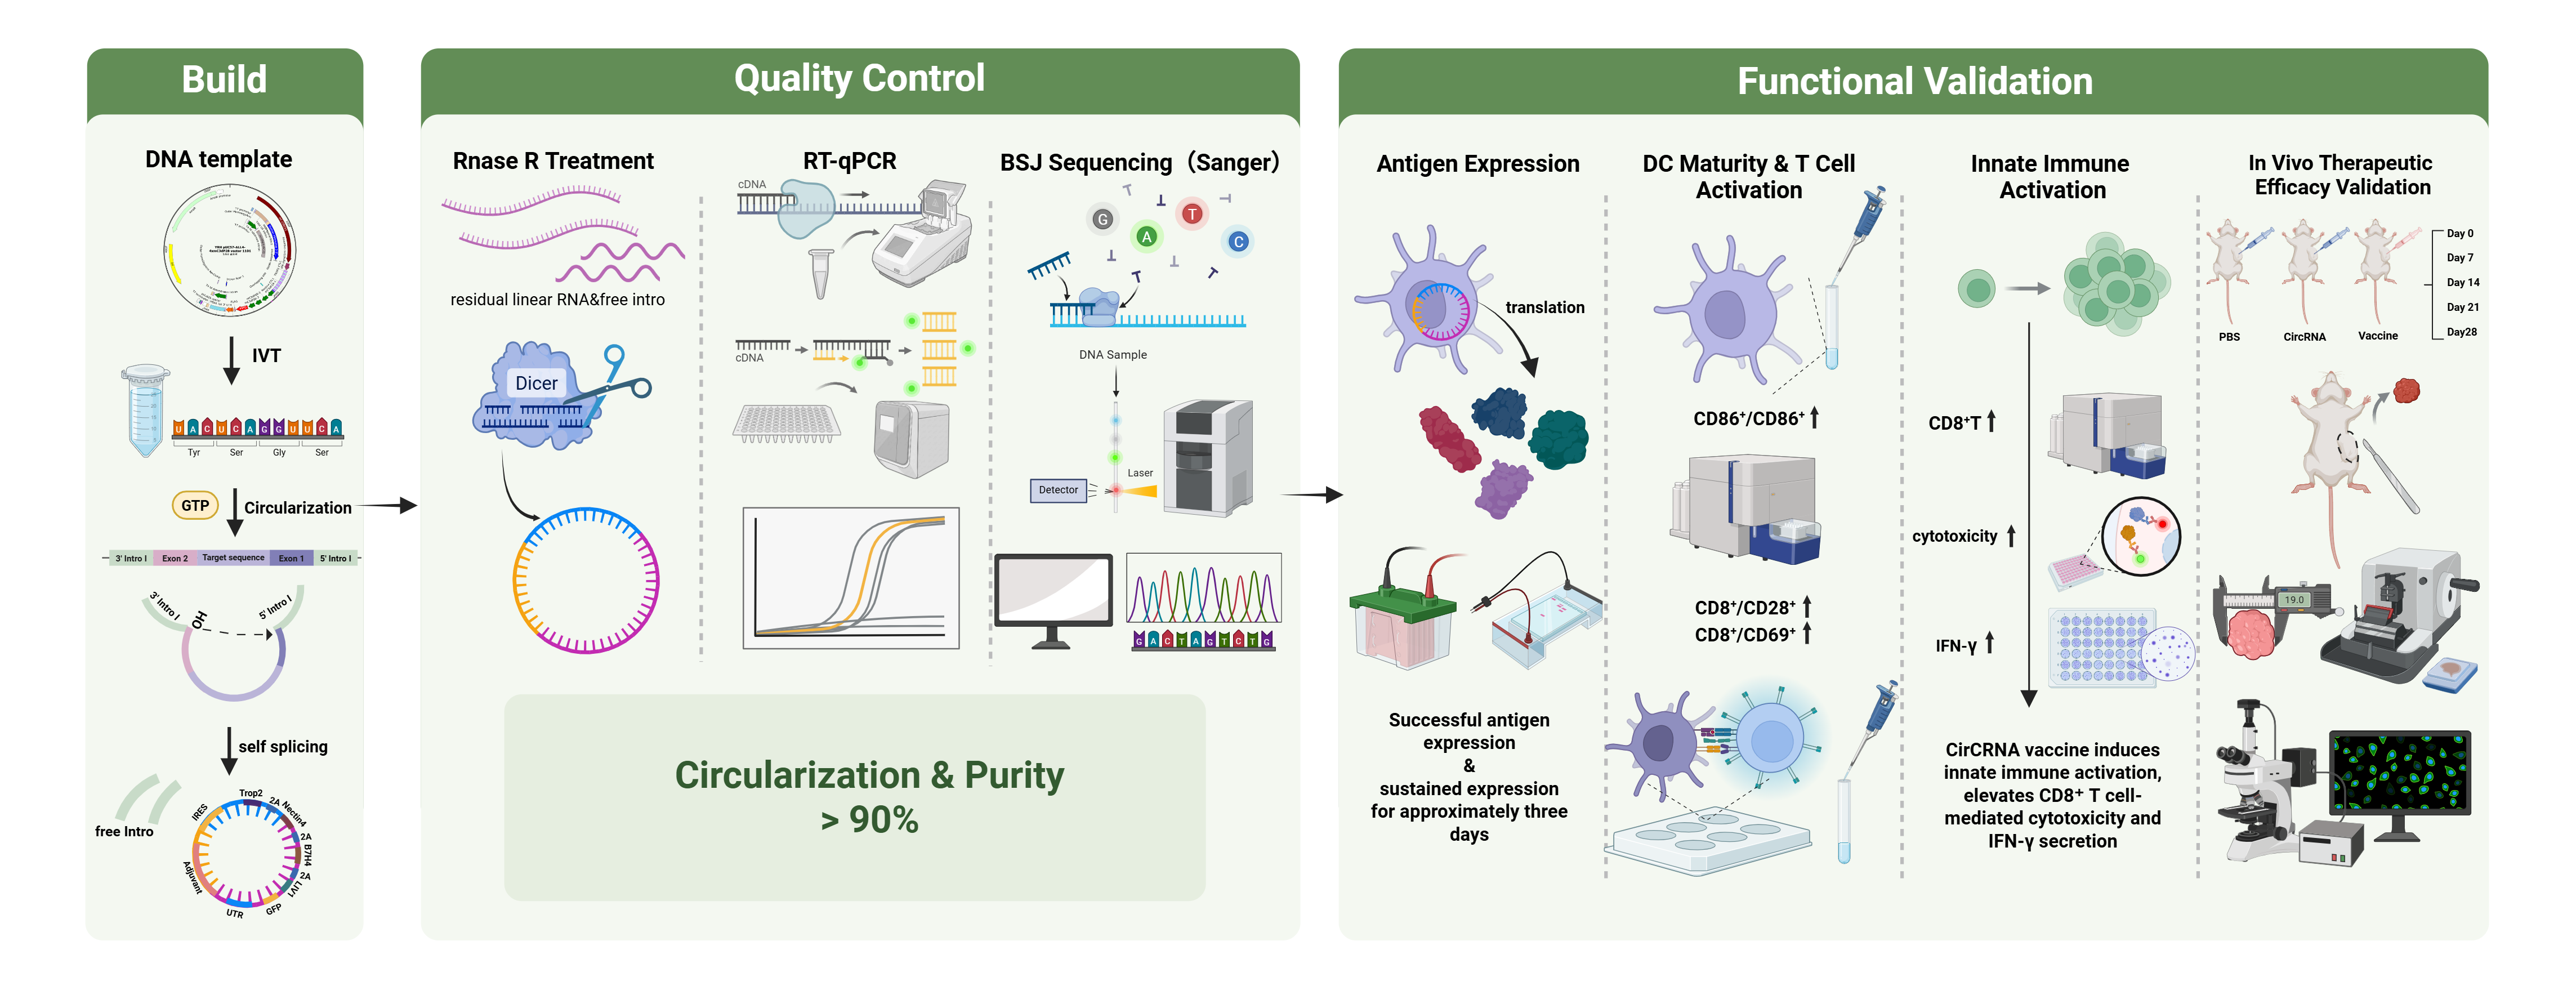 Build
DNA template
IVT
U A C U C A G G U U C A
Tyr Ser Gly Ser
GTP
Circularization
3' Intro I Exon 2 Target sequence Exon 1 5' Intro I
3' Intro I
OH
5' Intro I
self splicing
free Intro
IRES
Trop2
2A
Nectin4
2A
B7H4
2A
LIV1
GFP
UTR
Adjuvant
Quality Control
Rnase R Treatment
residual linear RNA&free intro
Dicer
RT-qPCR
cDNA
cDNA
BSJ Sequencing（Sanger）
G
A
T
C
DNA Sample
Laser
Detector
G A C T A G T C T G
Circularization & Purity
> 90%
Functional Validation
Antigen Expression
translation
Successful antigen
expression
&
sustained expression
for approximately three
days
DC Maturity & T Cell
Activation
CD86⁺/CD86⁺
CD8⁺/CD28⁺
CD8⁺/CD69⁺
Innate Immune
Activation
CD8⁺T
cytotoxicity
IFN-γ
CirCRNA vaccine induces
innate immune activation,
elevates CD8⁺ T cell-
mediated cytotoxicity and
IFN-γ secretion
In Vivo Therapeutic
Efficacy Validation
PBS
CircRNA
Vaccine
Day 0
Day 7
Day 14
Day 21
Day28
19.0